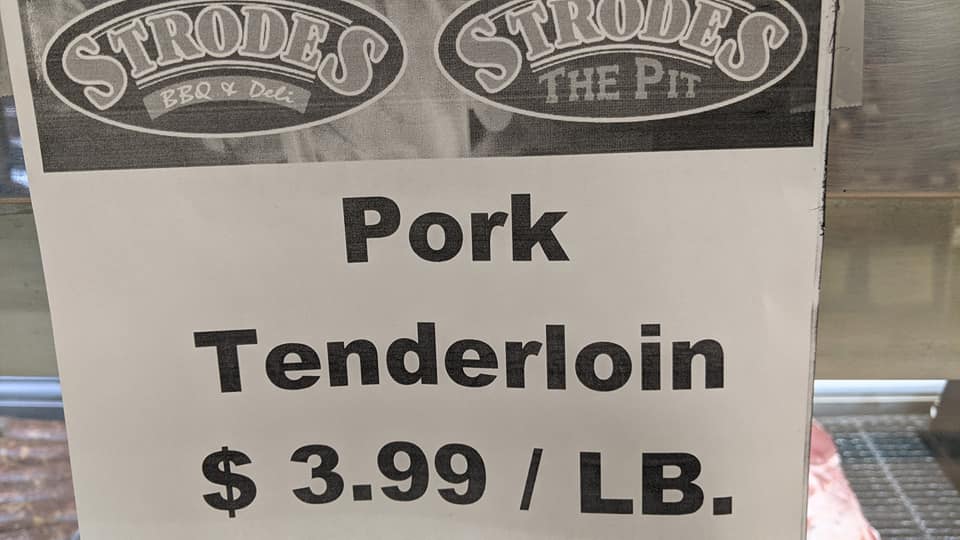 STRODES
BBQ & Deli
STRODES
THE PIT
Pork
Tenderloin
$ 3.99 / LB.